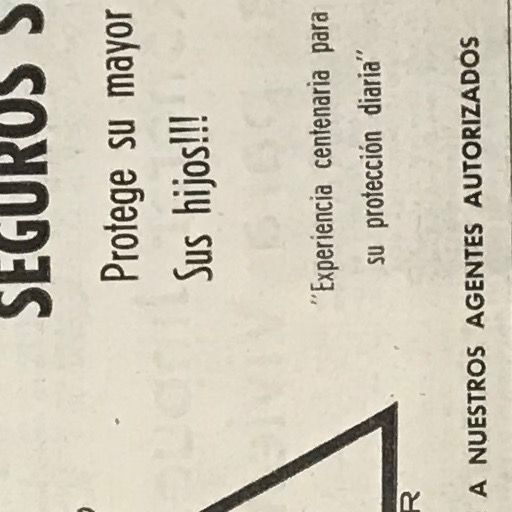 SEGUROS S
Protege su mayor
Sus hijos!!!
"Experiencia centenaria para
su protección diaria"
R
A NUESTROS AGENTES AUTORIZADOS